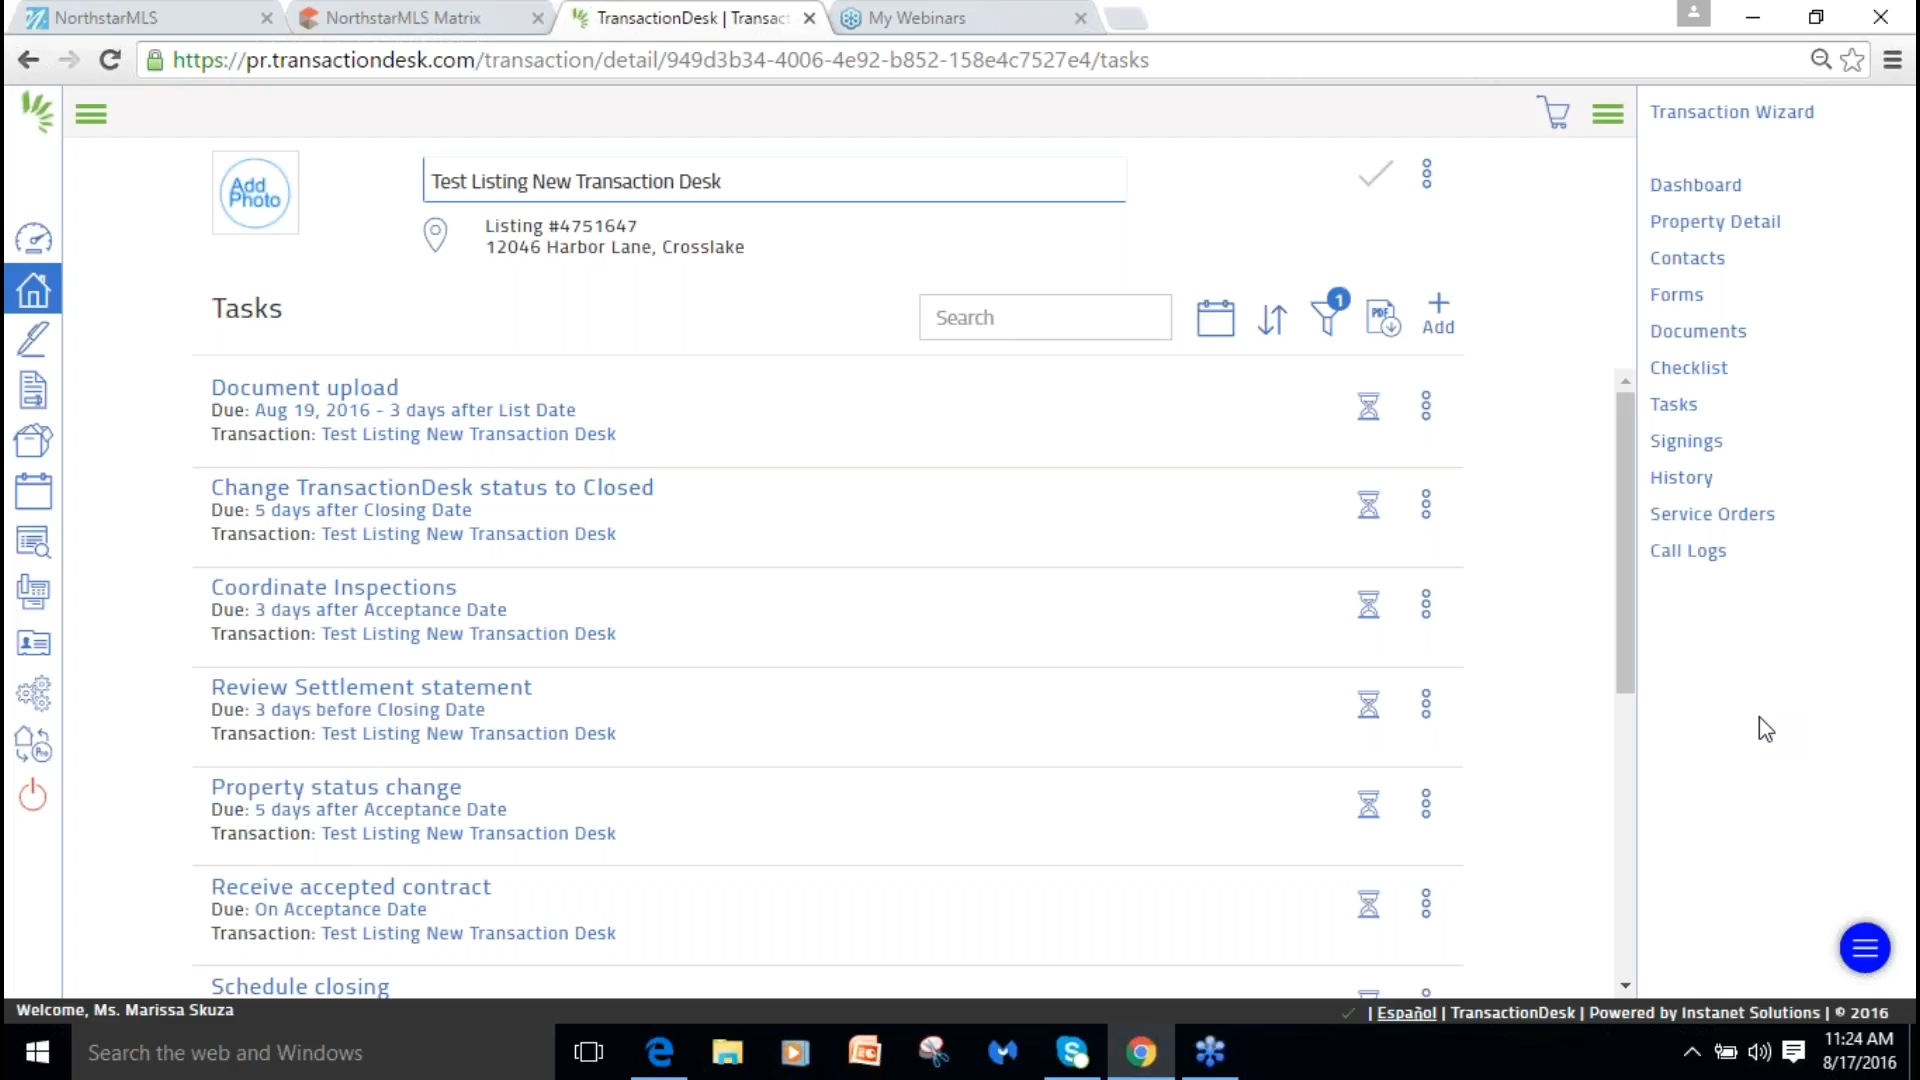 NorthstarMLS
NorthstarMLS Matrix
TransactionDesk | Transact
My Webinars
https://pr.transactiondesk.com/transaction/detail/949d3b34-4006-4e92-b852-158e4c7527e4/tasks
Transaction Wizard
Add
Photo
Test Listing New Transaction Desk
Listing #4751647
12046 Harbor Lane, Crosslake
Dashboard
Property Detail
Contacts
Forms
Documents
Checklist
Tasks
Signings
History
Service Orders
Call Logs
Tasks
Search
1
PDF
Add
Document upload
Due: Aug 19, 2016 - 3 days after List Date
Transaction: Test Listing New Transaction Desk
Change TransactionDesk status to Closed
Due: 5 days after Closing Date
Transaction: Test Listing New Transaction Desk
Coordinate Inspections
Due: 3 days after Acceptance Date
Transaction: Test Listing New Transaction Desk
Review Settlement statement
Due: 3 days before Closing Date
Transaction: Test Listing New Transaction Desk
Property status change
Due: 5 days after Acceptance Date
Transaction: Test Listing New Transaction Desk
Receive accepted contract
Due: On Acceptance Date
Transaction: Test Listing New Transaction Desk
Schedule closing
Pro
Welcome, Ms. Marissa Skuza
| Español | TransactionDesk | Powered by Instanet Solutions | © 2016
Search the web and Windows
11:24 AM
8/17/2016